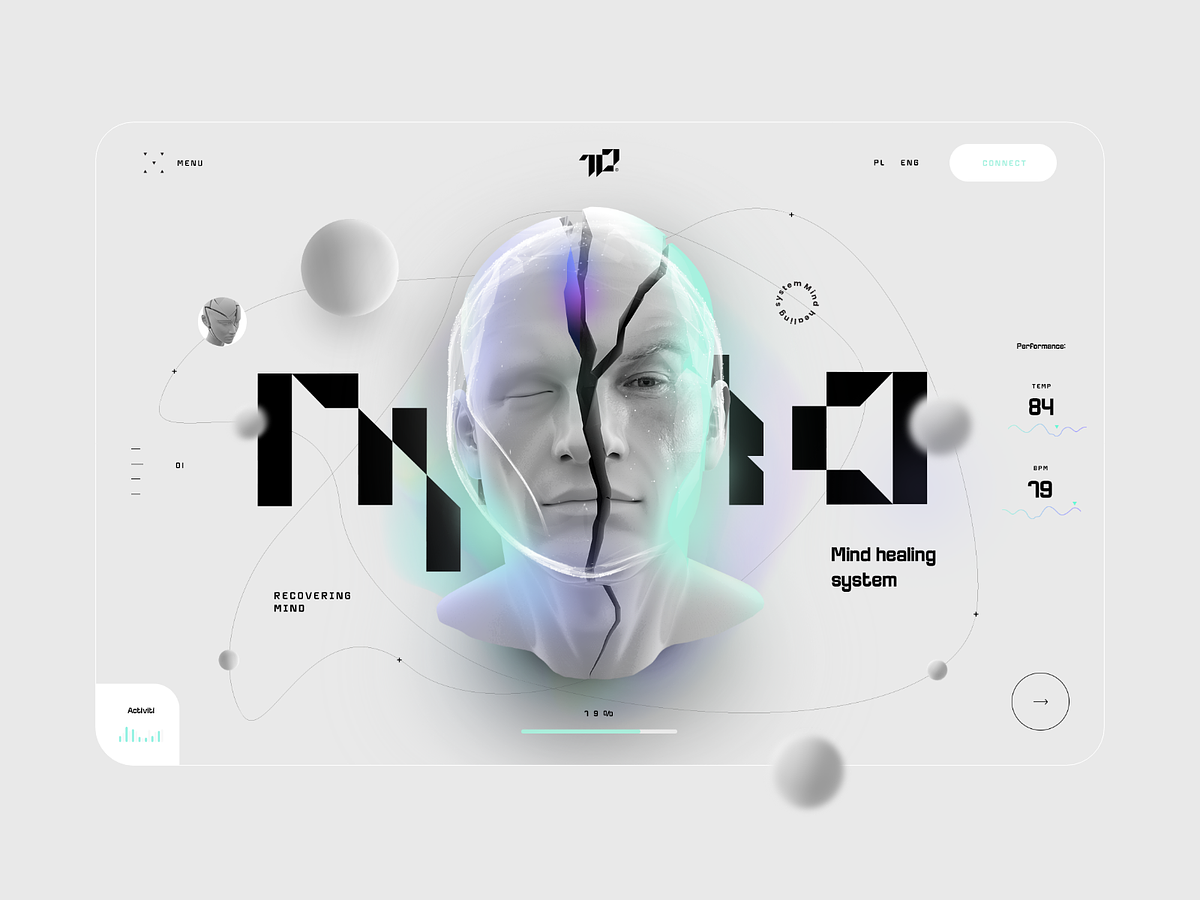 MENU
PL ENG
CONNECT
system Mind healing
Performance:
TEMP
84
BPM
79
01
Mind healing
system
RECOVERING
MIND
Activiti
79%